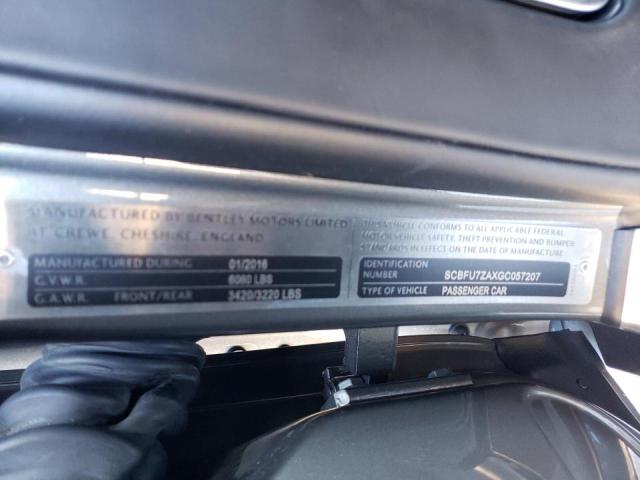 MANUFACTURED BY BENTLEY MOTORS LIMITED
AT CREWE, CHESHIRE, ENGLAND
MANUFACTURED DURING 01/2016
G.V.W.R. 6060 LBS
G.A.W.R. FRONT/REAR 3420/3220 LBS
THIS VEHICLE CONFORMS TO ALL APPLICABLE FEDERAL
MOTOR VEHICLE SAFETY, THEFT PREVENTION AND BUMPER
STANDARDS IN EFFECT ON THE DATE OF MANUFACTURE
IDENTIFICATION
NUMBER SCBFU7ZAXGC057207
TYPE OF VEHICLE PASSENGER CAR